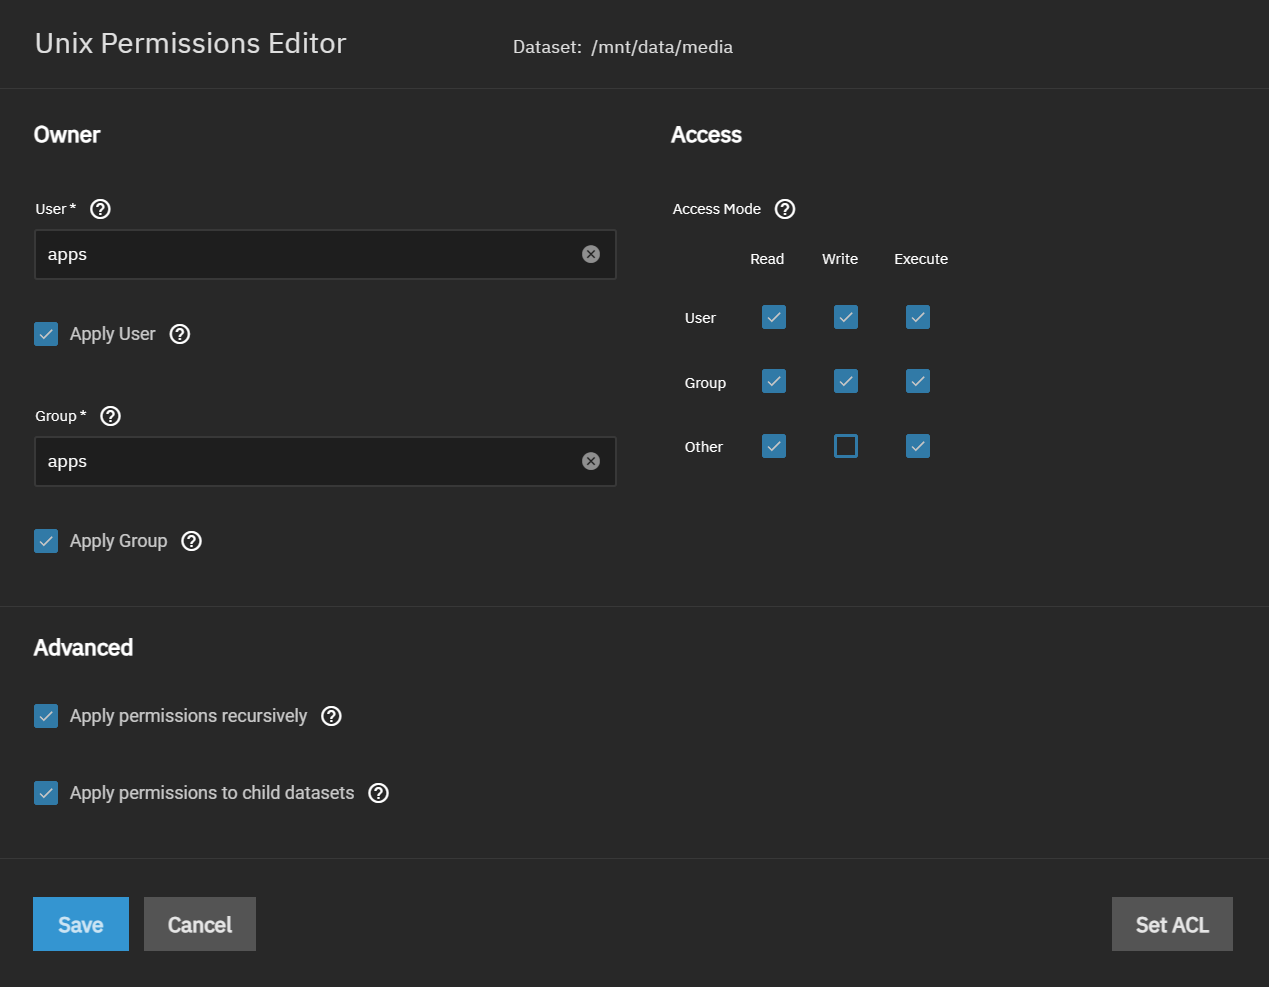 Unix Permissions Editor
Dataset: /mnt/data/media
Owner
User *
apps
Apply User
Group *
apps
Apply Group
Access
Access Mode
Read Write Execute
User
Group
Other
Advanced
Apply permissions recursively
Apply permissions to child datasets
Save
Cancel
Set ACL